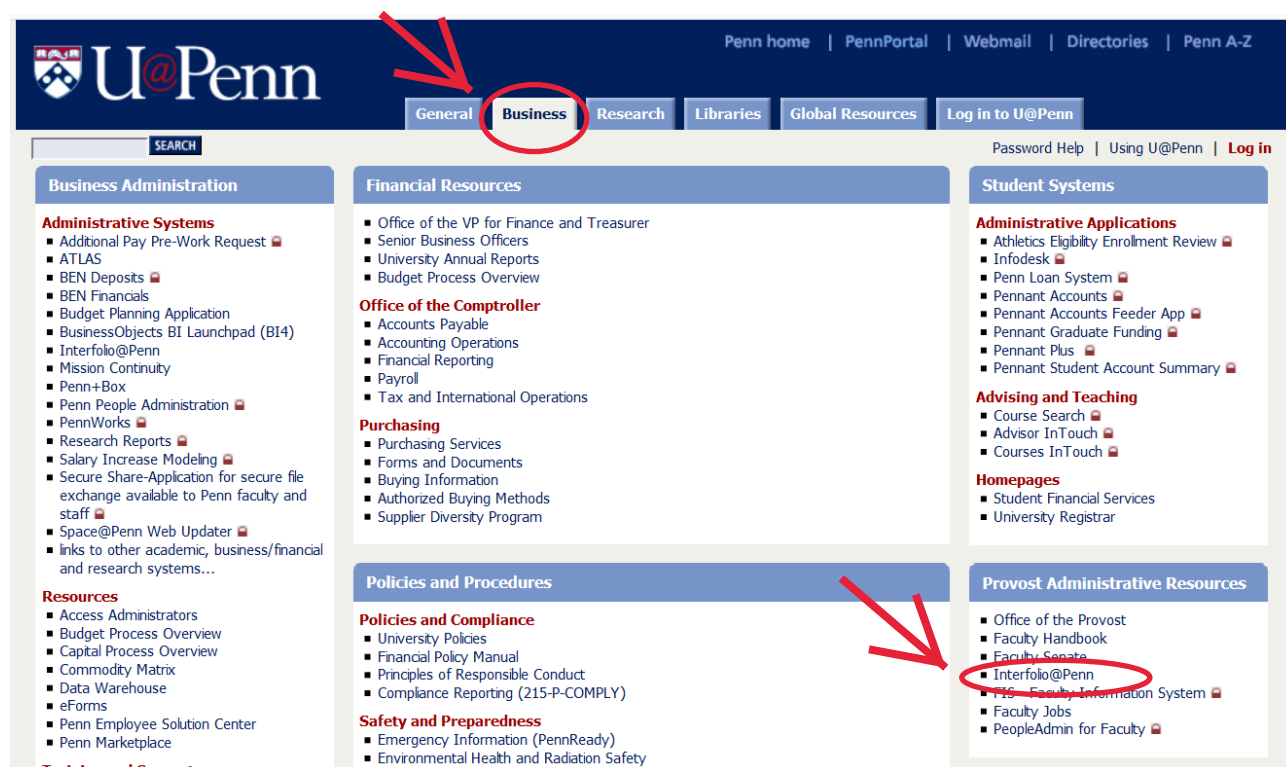 U@Penn
Penn home | PennPortal | Webmail | Directories | Penn A-Z
General
Business
Research
Libraries
Global Resources
Log in to U@Penn
SEARCH
Password Help | Using U@Penn | Log in
Business Administration
Administrative Systems
Additional Pay Pre-Work Request
ATLAS
BEN Deposits
BEN Financials
Budget Planning Application
BusinessObjects BI Launchpad (BI4)
Interfolio@Penn
Mission Continuity
Penn+Box
Penn People Administration
PennWorks
Research Reports
Salary Increase Modeling
Secure Share-Application for secure file
exchange available to Penn faculty and
staff
Space@Penn Web Updater
links to other academic, business/financial
and research systems...
Resources
Access Administrators
Budget Process Overview
Capital Process Overview
Commodity Matrix
Data Warehouse
eForms
Penn Employee Solution Center
Penn Marketplace
Financial Resources
Office of the VP for Finance and Treasurer
Senior Business Officers
University Annual Reports
Budget Process Overview
Office of the Comptroller
Accounts Payable
Accounting Operations
Financial Reporting
Payroll
Tax and International Operations
Purchasing
Purchasing Services
Forms and Documents
Buying Information
Authorized Buying Methods
Supplier Diversity Program
Policies and Procedures
Policies and Compliance
University Policies
Financial Policy Manual
Principles of Responsible Conduct
Compliance Reporting (215-P-COMPLY)
Safety and Preparedness
Emergency Information (PennReady)
Environmental Health and Radiation Safety
Student Systems
Administrative Applications
Athletics Eligibility Enrollment Review
Infodesk
Penn Loan System
Pennant Accounts
Pennant Accounts Feeder App
Pennant Graduate Funding
Pennant Plus
Pennant Student Account Summary
Advising and Teaching
Course Search
Advisor InTouch
Courses InTouch
Homepages
Student Financial Services
University Registrar
Provost Administrative Resources
Office of the Provost
Faculty Handbook
Faculty Senate
Interfolio@Penn
FIS - Faculty Information System
Faculty Jobs
PeopleAdmin for Faculty